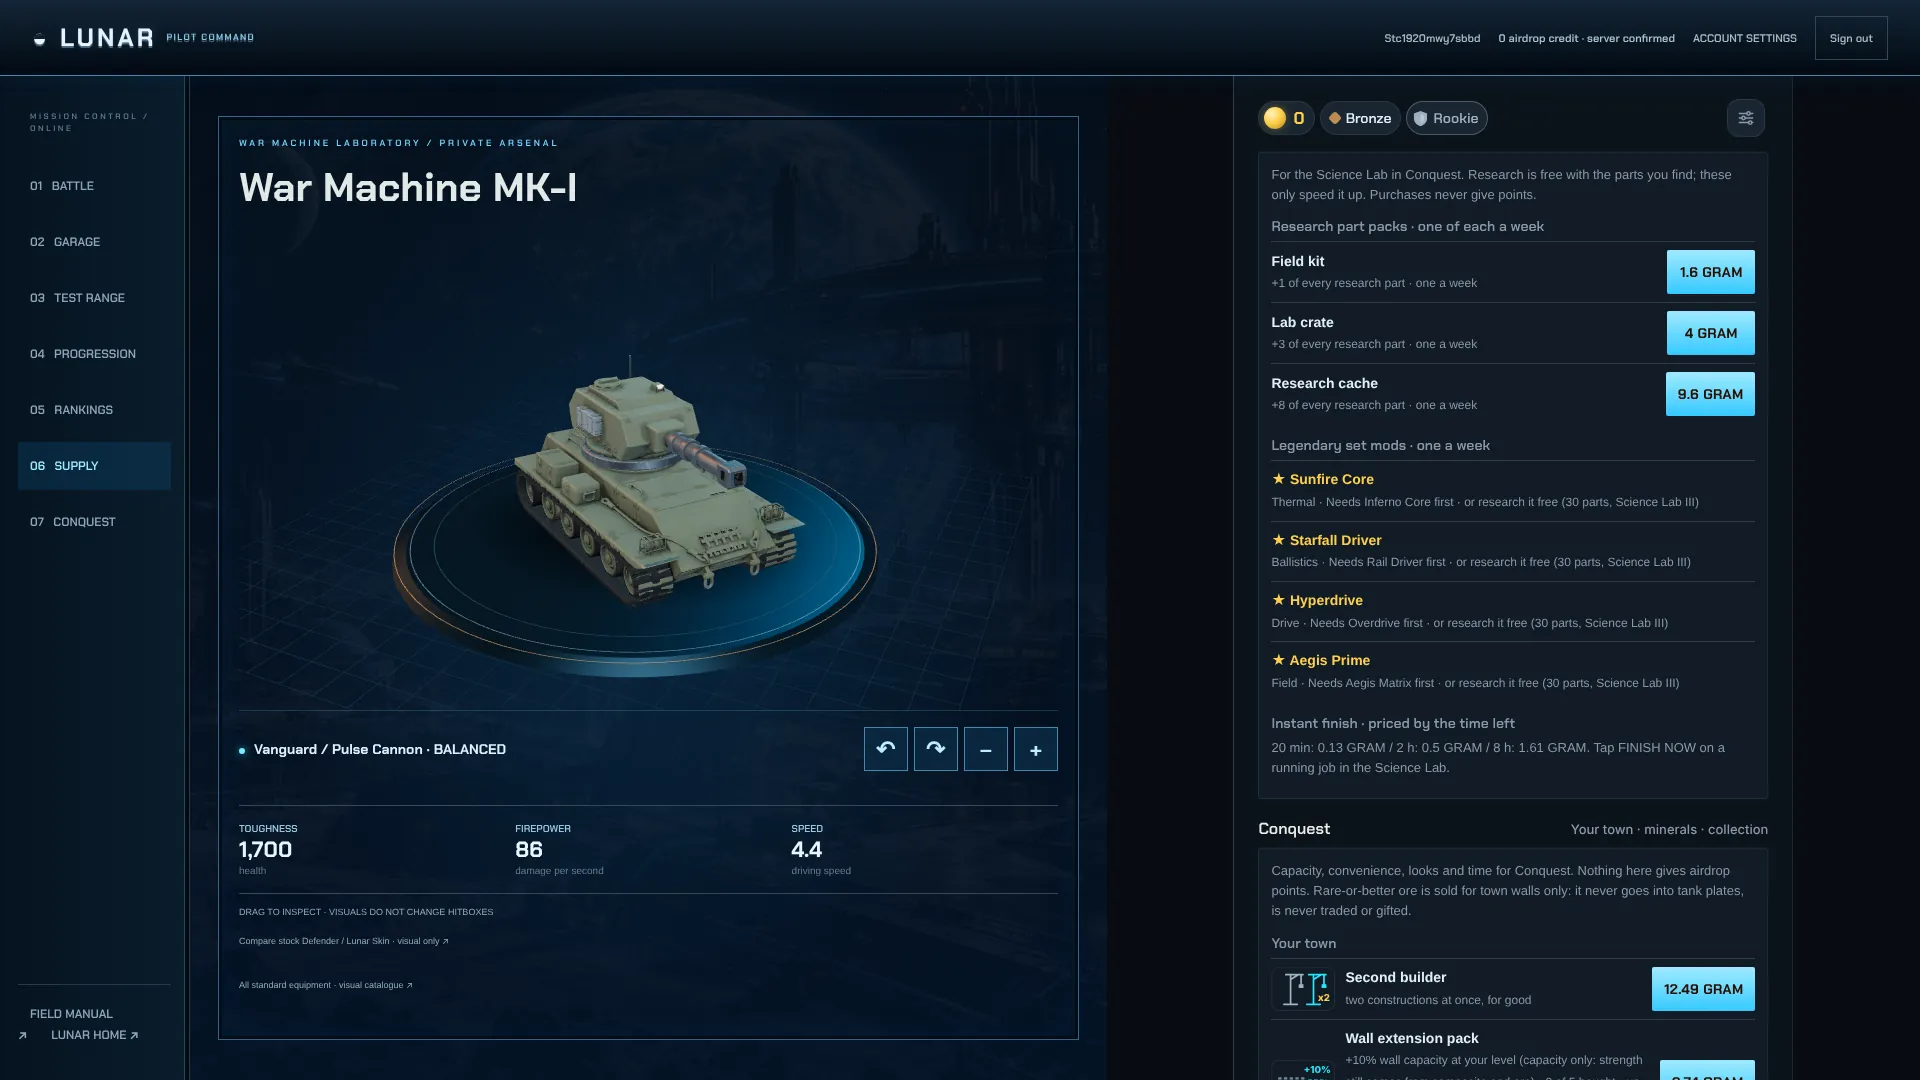 LUNAR PILOT COMMAND
Stc1920mwy7sbbd 0 airdrop credit · server confirmed ACCOUNT SETTINGS Sign out
MISSION CONTROL /
ONLINE
01 BATTLE
02 GARAGE
03 TEST RANGE
04 PROGRESSION
05 RANKINGS
06 SUPPLY
07 CONQUEST
FIELD MANUAL
↗ LUNAR HOME ↗
WAR MACHINE LABORATORY / PRIVATE ARSENAL
War Machine MK-I
Vanguard / Pulse Cannon · BALANCED
↶ ↷ − +
TOUGHNESS FIREPOWER SPEED
1,700 86 4.4
health damage per second driving speed
DRAG TO INSPECT · VISUALS DO NOT CHANGE HITBOXES
Compare stock Defender / Lunar Skin · visual only ↗
All standard equipment · visual catalogue ↗
0 Bronze Rookie
For the Science Lab in Conquest. Research is free with the parts you find; these
only speed it up. Purchases never give points.
Research part packs · one of each a week
Field kit
+1 of every research part · one a week
1.6 GRAM
Lab crate
+3 of every research part · one a week
4 GRAM
Research cache
+8 of every research part · one a week
9.6 GRAM
Legendary set mods · one a week
★ Sunfire Core
Thermal · Needs Inferno Core first · or research it free (30 parts, Science Lab III)
★ Starfall Driver
Ballistics · Needs Rail Driver first · or research it free (30 parts, Science Lab III)
★ Hyperdrive
Drive · Needs Overdrive first · or research it free (30 parts, Science Lab III)
★ Aegis Prime
Field · Needs Aegis Matrix first · or research it free (30 parts, Science Lab III)
Instant finish · priced by the time left
20 min: 0.13 GRAM / 2 h: 0.5 GRAM / 8 h: 1.61 GRAM. Tap FINISH NOW on a
running job in the Science Lab.
Conquest Your town · minerals · collection
Capacity, convenience, looks and time for Conquest. Nothing here gives airdrop
points. Rare-or-better ore is sold for town walls only: it never goes into tank plates,
is never traded or gifted.
Your town
x2
Second builder
two constructions at once, for good
12.49 GRAM
Wall extension pack
+10% wall capacity at your level (capacity only: strength
+10%